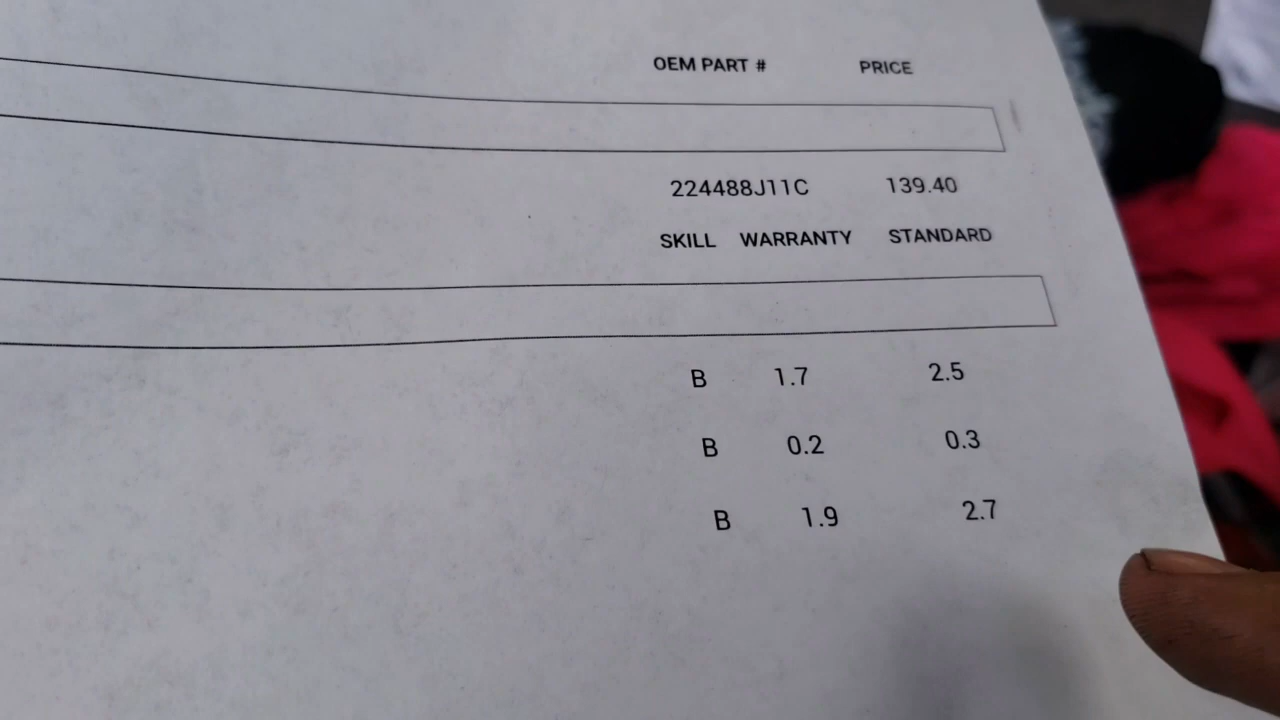 OEM PART # PRICE
224488J11C 139.40
SKILL WARRANTY STANDARD
B 1.7 2.5
B 0.2 0.3
B 1.9 2.7